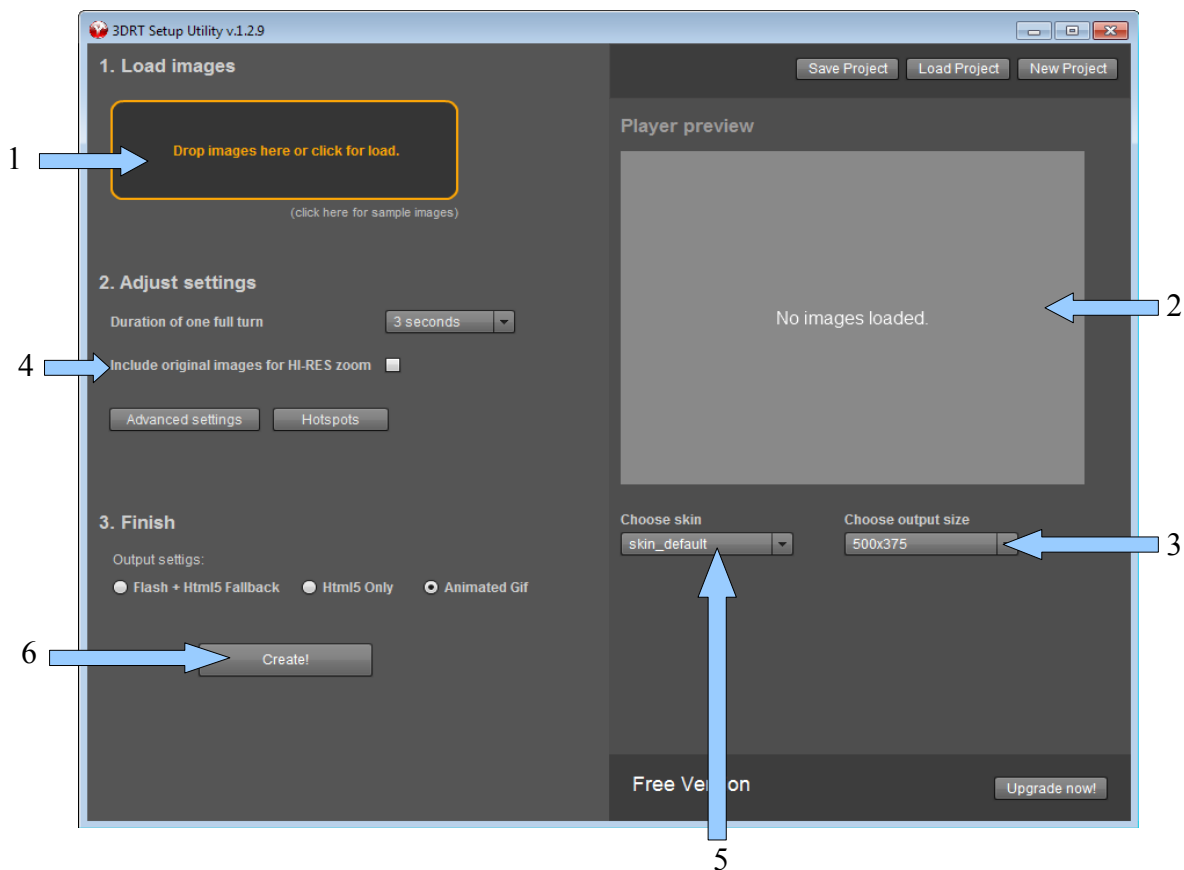 3DRT Setup Utility v.1.2.9
1. Load images
Save Project Load Project New Project
Player preview
1
Drop images here or click for load.
(click here for sample images)
2. Adjust settings
Duration of one full turn 3 seconds
No images loaded.
2
4
Include original images for HI-RES zoom
Advanced settings Hotspots
3. Finish
Choose skin Choose output size
skin_default 500x375
3
Output settigs:
Flash + Html5 Fallback Html5 Only Animated Gif
6
Create!
Free Version
Upgrade now!
5